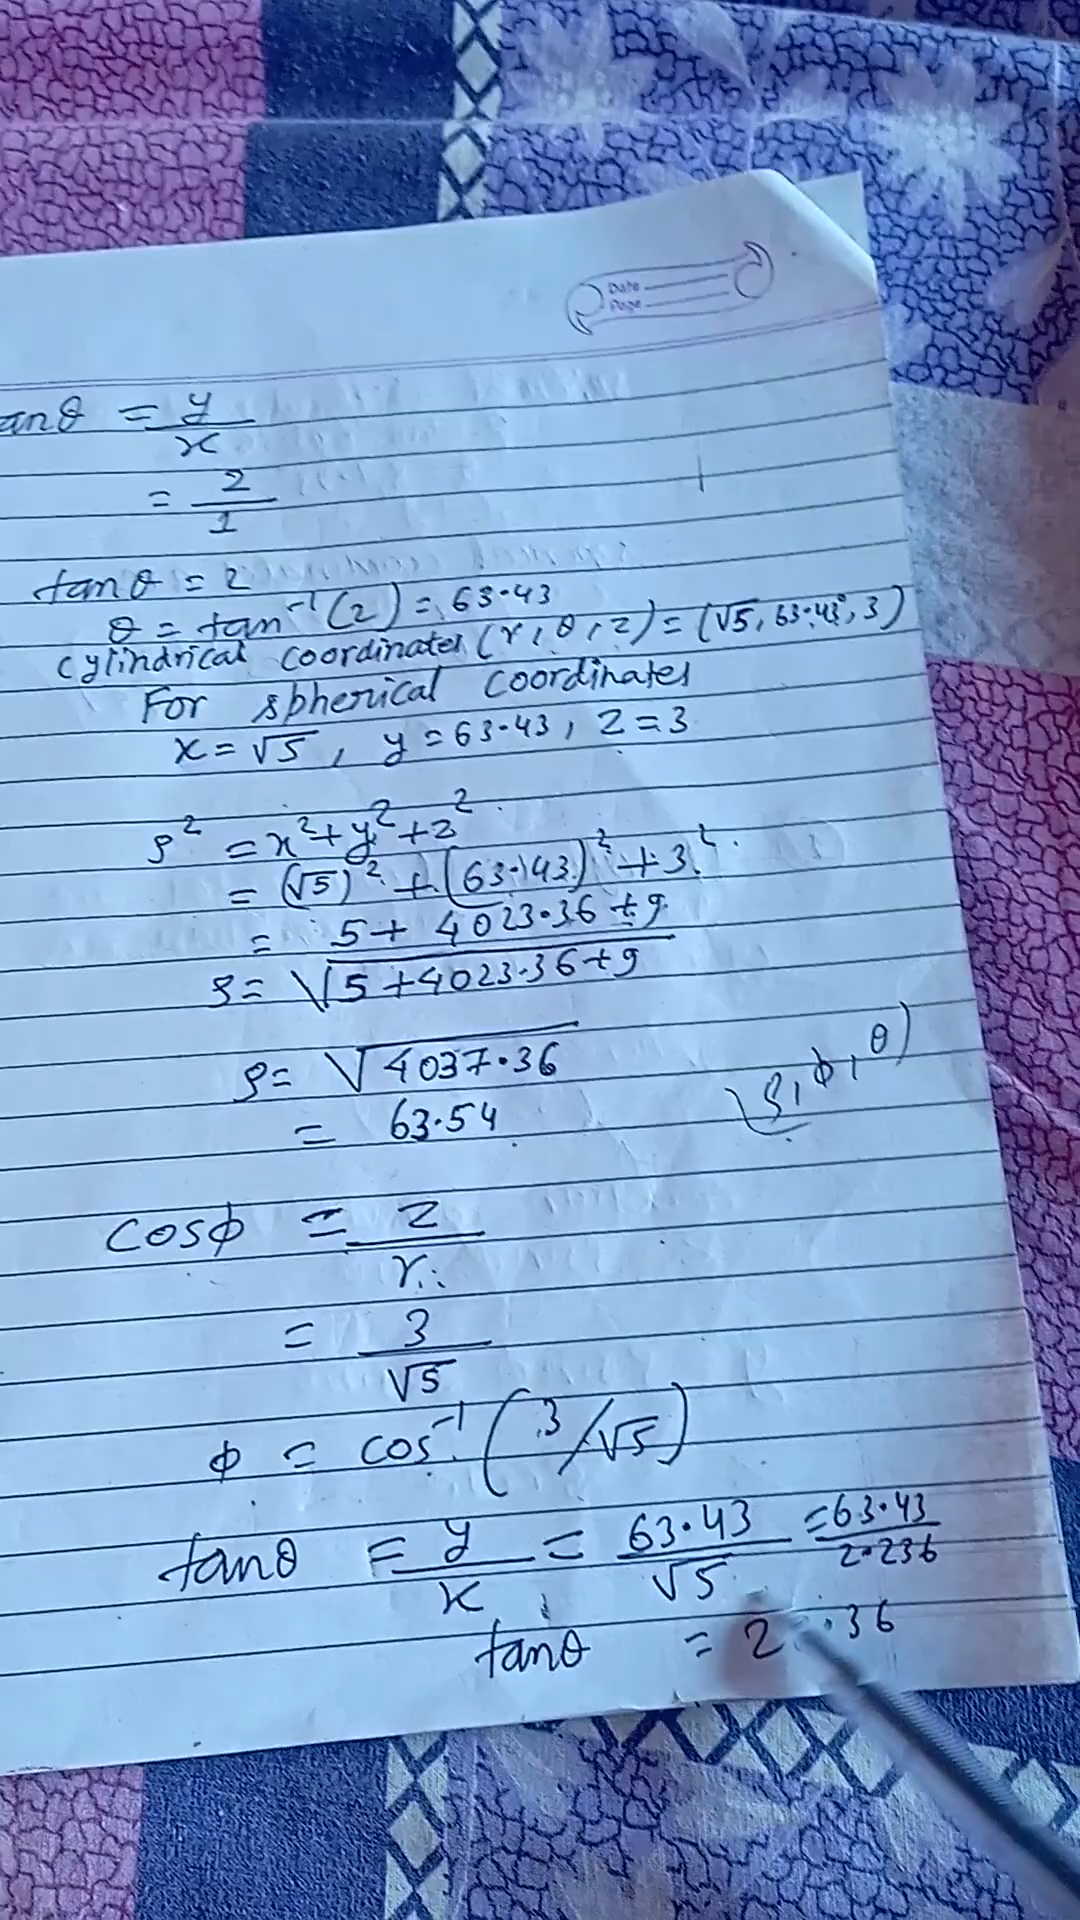 Date
Page
anθ = y/x
= 2/1
tanθ = 2
θ = tan⁻¹(2) = 63.43
cylindrical coordinates (r, θ, z) = (√5, 63.43°, 3)
For spherical coordinates
x = √5, y = 63.43, z = 3
ρ² = x² + y² + z²
= (√5)² + (63.43)² + 3².
= 5 + 4023.36 + 9
ρ = √5 + 4023.36 + 9
ρ = √4037.36
= 63.54
(ρ, ϕ, θ)
cosϕ = z/r
= 3/√5
ϕ = cos⁻¹(3/√5)
tanθ = y/x = 63.43/√5 = 63.43/2.236
tanθ = 2 .36